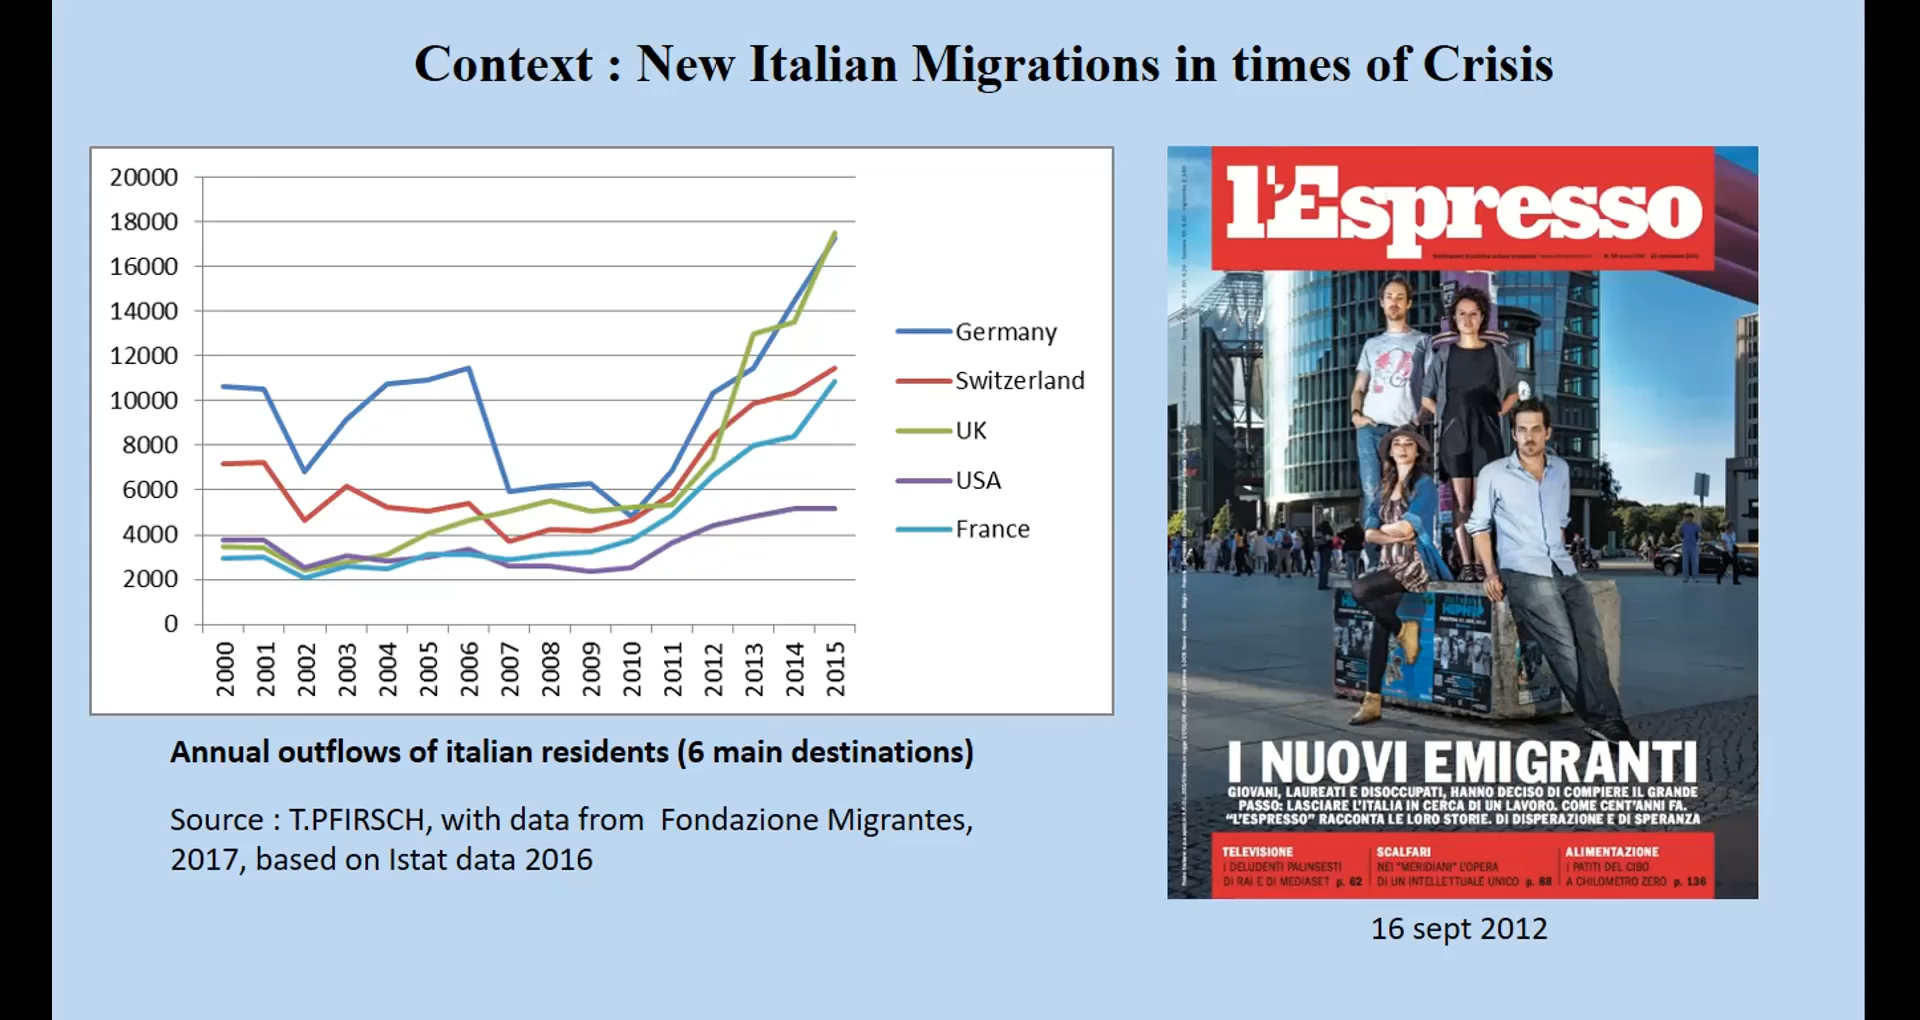 Context : New Italian Migrations in times of Crisis
20000
18000
16000
14000
12000
10000
8000
6000
4000
2000
0
2000
2001
2002
2003
2004
2005
2006
2007
2008
2009
2010
2011
2012
2013
2014
2015
Germany
Switzerland
UK
USA
France
Annual outflows of italian residents (6 main destinations)
Source : T.PFIRSCH, with data from Fondazione Migrantes,
2017, based on Istat data 2016
l'Espresso
HIPHOP
I NUOVI EMIGRANTI
GIOVANI, LAUREATI E DISOCCUPATI, HANNO DECISO DI COMPIERE IL GRANDE
PASSO: LASCIARE L'ITALIA IN CERCA DI UN LAVORO. COME CENT'ANNI FA.
"L'ESPRESSO" RACCONTA LE LORO STORIE. DI DISPERAZIONE E DI SPERANZA
TELEVISIONE
I DELUDENTI PALINSESTI
DI RAI E DI MEDIASET p. 62
SCALFARI
NEI "MERIDIANI" L'OPERA
DI UN INTELLETTUALE UNICO p. 88
ALIMENTAZIONE
I PATITI DEL CIBO
A CHILOMETRO ZERO p. 136
16 sept 2012